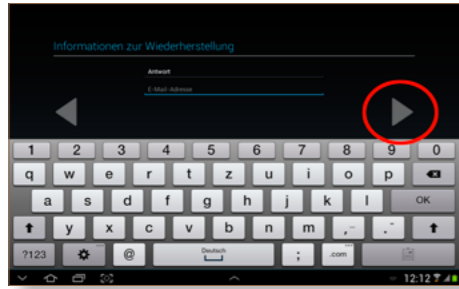 Informationen zur Wiederherstellung
Antwort
E-Mail-Adresse
1 2 3 4 5 6 7 8 9 0
q w e r t z u i o p
a s d f g h j k l OK
y x c v b n m ,- .-
?123 @ Deutsch ; .com
12:12